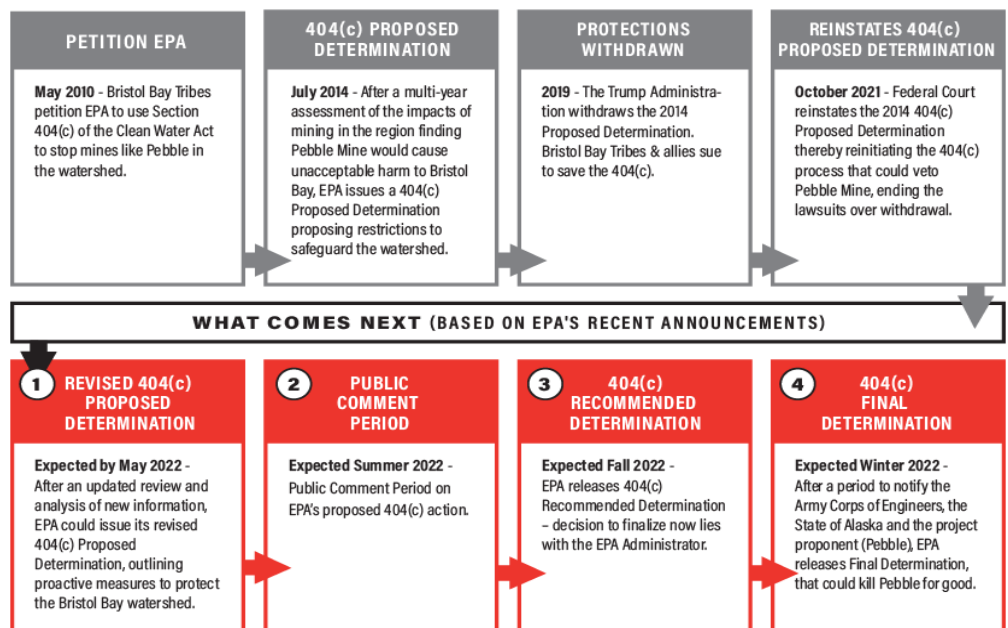 PETITION EPA
May 2010 - Bristol Bay Tribes
petition EPA to use Section
404(c) of the Clean Water Act
to stop mines like Pebble in
the watershed.
404(c) PROPOSED
DETERMINATION
July 2014 - After a multi-year
assessment of the impacts of
mining in the region finding
Pebble Mine would cause
unacceptable harm to Bristol
Bay, EPA issues a 404(c)
Proposed Determination
proposing restrictions to
safeguard the watershed.
PROTECTIONS
WITHDRAWN
2019 - The Trump Administra-
tion withdraws the 2014
Proposed Determination.
Bristol Bay Tribes & allies sue
to save the 404(c).
REINSTATES 404(c)
PROPOSED DETERMINATION
October 2021 - Federal Court
reinstates the 2014 404(c)
Proposed Determination
thereby reinitiating the 404(c)
process that could veto
Pebble Mine, ending the
lawsuits over withdrawal.
WHAT COMES NEXT (BASED ON EPA'S RECENT ANNOUNCEMENTS)
1
REVISED 404(c)
PROPOSED
DETERMINATION
Expected by May 2022 -
After an updated review and
analysis of new information,
EPA could issue its revised
404(c) Proposed
Determination, outlining
proactive measures to protect
the Bristol Bay watershed.
2
PUBLIC
COMMENT
PERIOD
Expected Summer 2022 -
Public Comment Period on
EPA's proposed 404(c) action.
3
404(c)
RECOMMENDED
DETERMINATION
Expected Fall 2022 -
EPA releases 404(c)
Recommended Determination
– decision to finalize now lies
with the EPA Administrator.
4
404(c)
FINAL
DETERMINATION
Expected Winter 2022 -
After a period to notify the
Army Corps of Engineers, the
State of Alaska and the project
proponent (Pebble), EPA
releases Final Determination,
that could kill Pebble for good.